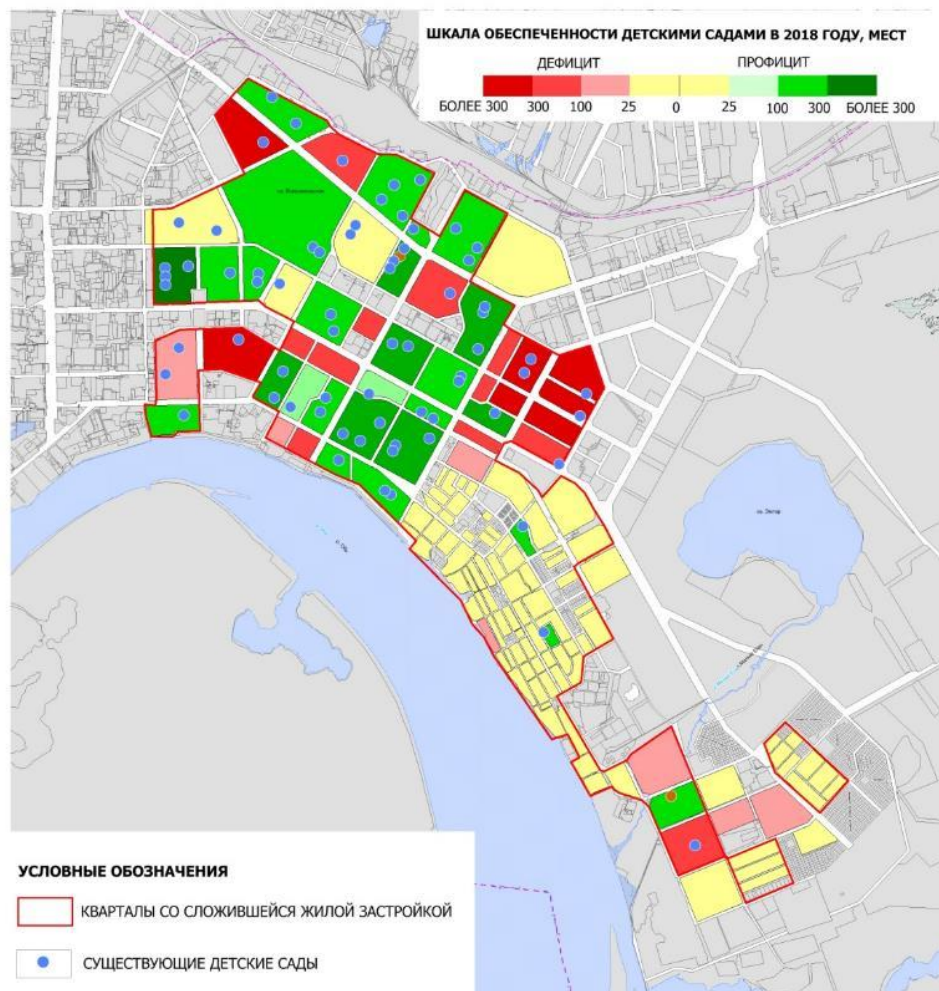 ШКАЛА ОБЕСПЕЧЕННОСТИ ДЕТСКИМИ САДАМИ В 2018 ГОДУ, МЕСТ
ДЕФИЦИТ ПРОФИЦИТ
БОЛЕЕ 300 300 100 25 0 25 100 300 БОЛЕЕ 300
р. Обь
УСЛОВНЫЕ ОБОЗНАЧЕНИЯ
КВАРТАЛЫ СО СЛОЖИВШЕЙСЯ ЖИЛОЙ ЗАСТРОЙКОЙ
СУЩЕСТВУЮЩИЕ ДЕТСКИЕ САДЫ